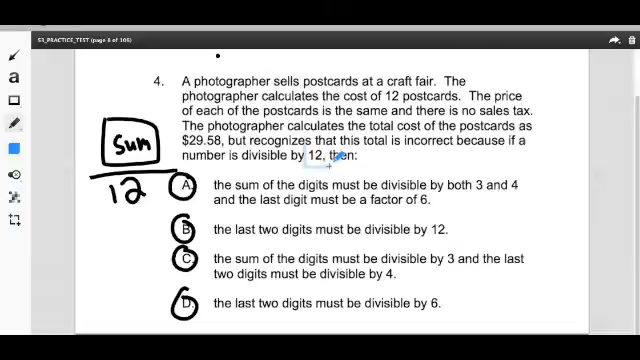 53_PRACTICE_TEST (page 8 of 106)
4. A photographer sells postcards at a craft fair. The
photographer calculates the cost of 12 postcards. The price
of each of the postcards is the same and there is no sales tax.
The photographer calculates the total cost of the postcards as
$29.58, but recognizes that this total is incorrect because if a
number is divisible by 12, then:
Sum
12
A. the sum of the digits must be divisible by both 3 and 4
and the last digit must be a factor of 6.
B. the last two digits must be divisible by 12.
C. the sum of the digits must be divisible by 3 and the last
two digits must be divisible by 4.
D. the last two digits must be divisible by 6.